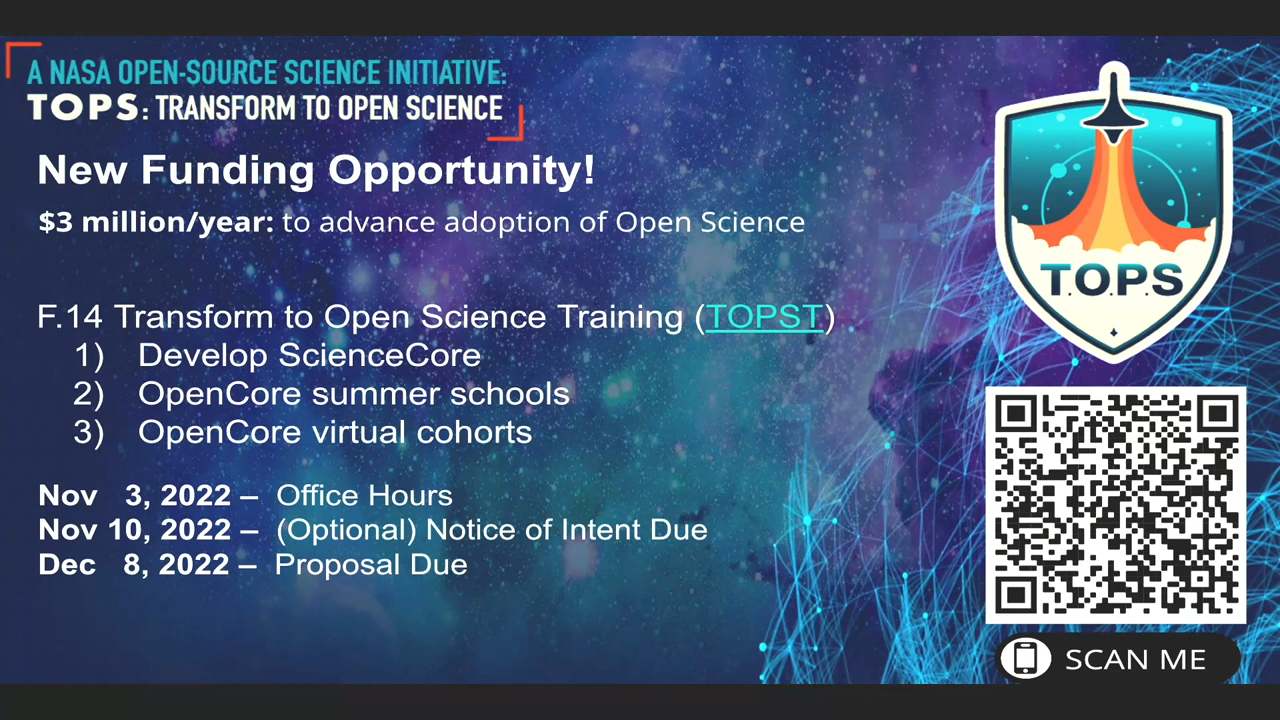 A NASA OPEN-SOURCE SCIENCE INITIATIVE:
TOPS: TRANSFORM TO OPEN SCIENCE
New Funding Opportunity!
$3 million/year: to advance adoption of Open Science
F.14 Transform to Open Science Training (TOPST)
1) Develop ScienceCore
2) OpenCore summer schools
3) OpenCore virtual cohorts
Nov 3, 2022 – Office Hours
Nov 10, 2022 – (Optional) Notice of Intent Due
Dec 8, 2022 – Proposal Due
T.O.P.S
SCAN ME